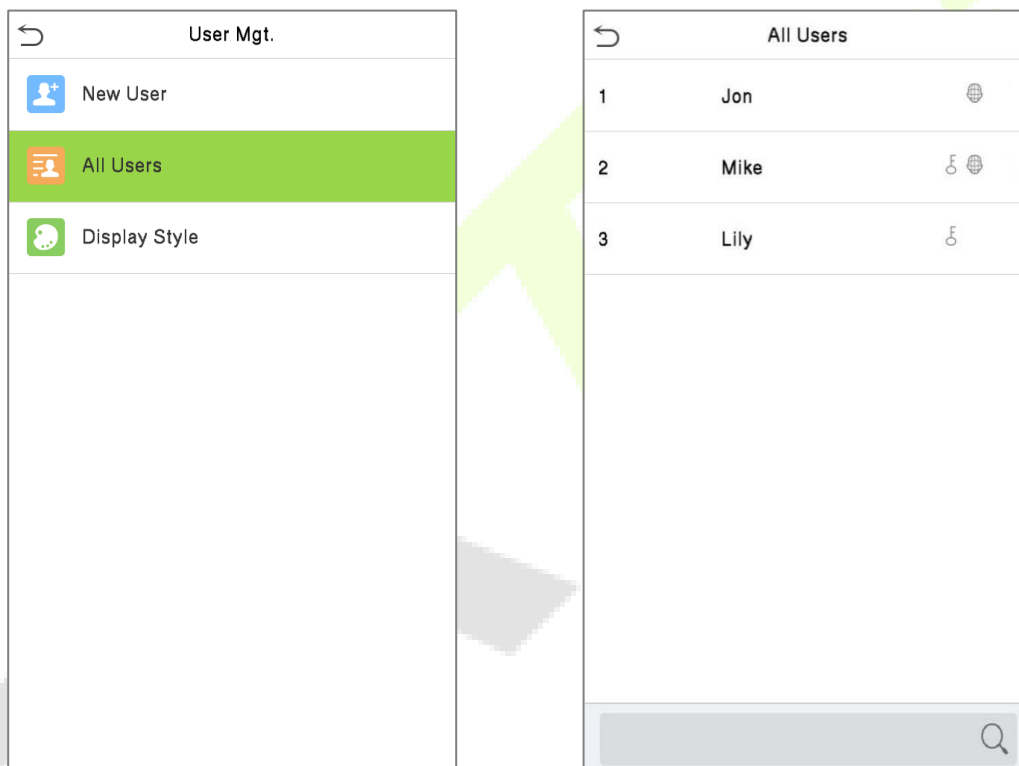 User Mgt.
New User
All Users
Display Style
All Users
1 Jon
2 Mike
3 Lily